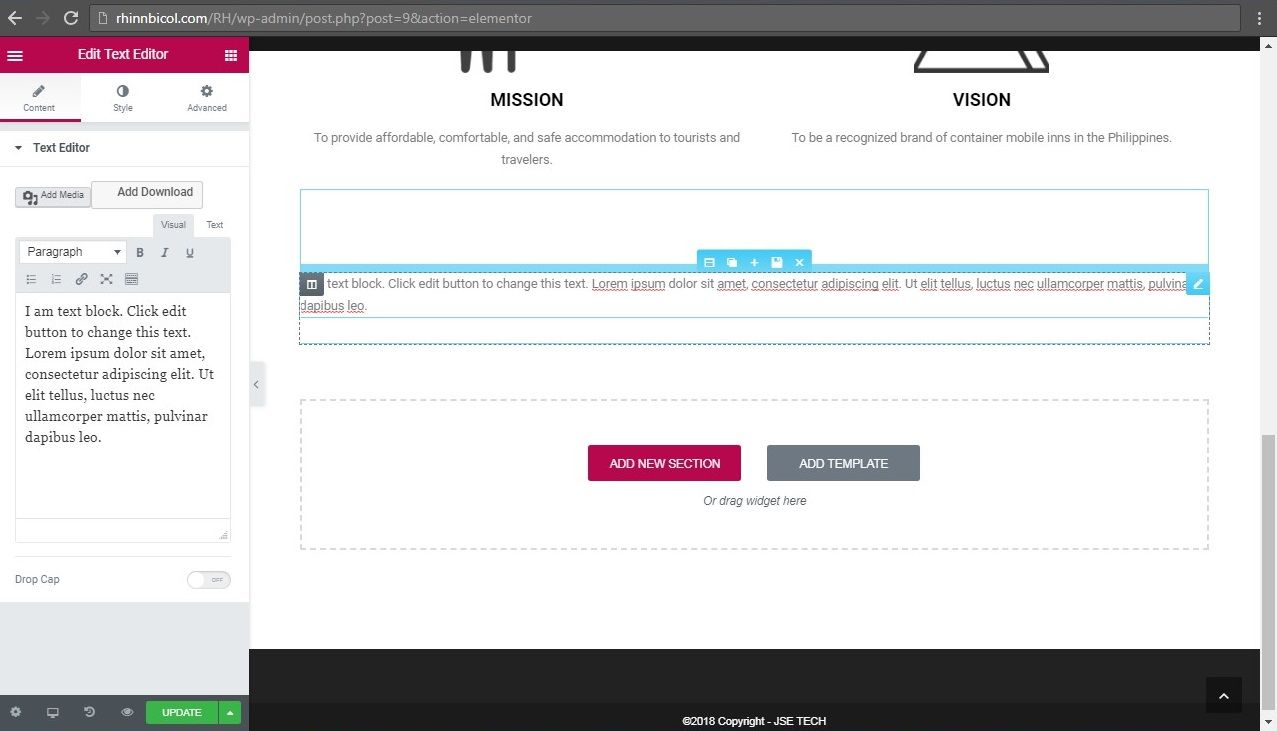 rhinnbicol.com/RH/wp-admin/post.php?post=9&action=elementor
Edit Text Editor
Content
Style
Advanced
Text Editor
Add Media
Add Download
Visual
Text
Paragraph
B
I
U
I am text block. Click edit
button to change this text.
Lorem ipsum dolor sit amet,
consectetur adipiscing elit. Ut
elit tellus, luctus nec
ullamcorper mattis, pulvinar
dapibus leo.
Drop Cap
OFF
UPDATE
MISSION
To provide affordable, comfortable, and safe accommodation to tourists and
travelers.
VISION
To be a recognized brand of container mobile inns in the Philippines.
text block. Click edit button to change this text. Lorem ipsum dolor sit amet, consectetur adipiscing elit. Ut elit tellus, luctus nec ullamcorper mattis, pulvina
dapibus leo.
ADD NEW SECTION
ADD TEMPLATE
Or drag widget here
©2018 Copyright - JSE TECH